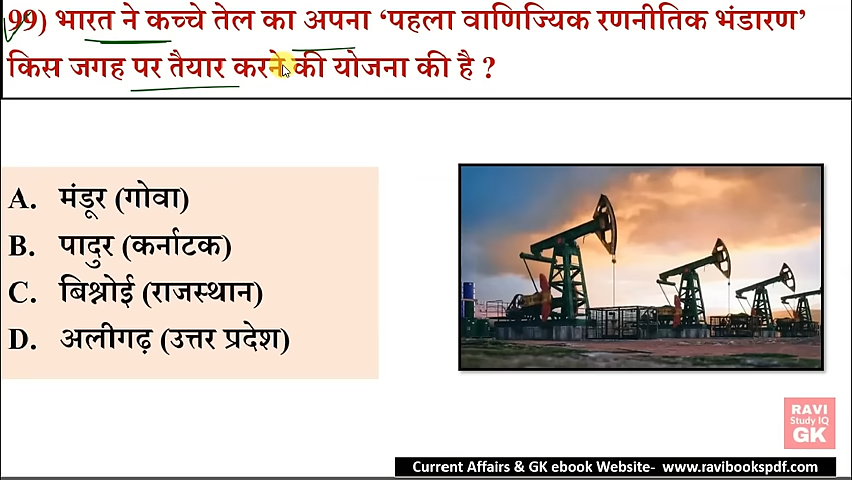 99) भारत ने कच्चे तेल का अपना ‘पहला वाणिज्यिक रणनीतिक भंडारण’
किस जगह पर तैयार करने की योजना की है ?
A. मंडूर (गोवा)
B. पादुर (कर्नाटक)
C. बिश्नोई (राजस्थान)
D. अलीगढ़ (उत्तर प्रदेश)
RAVI
Study IQ
GK
Current Affairs & GK ebook Website- www.ravibookspdf.com